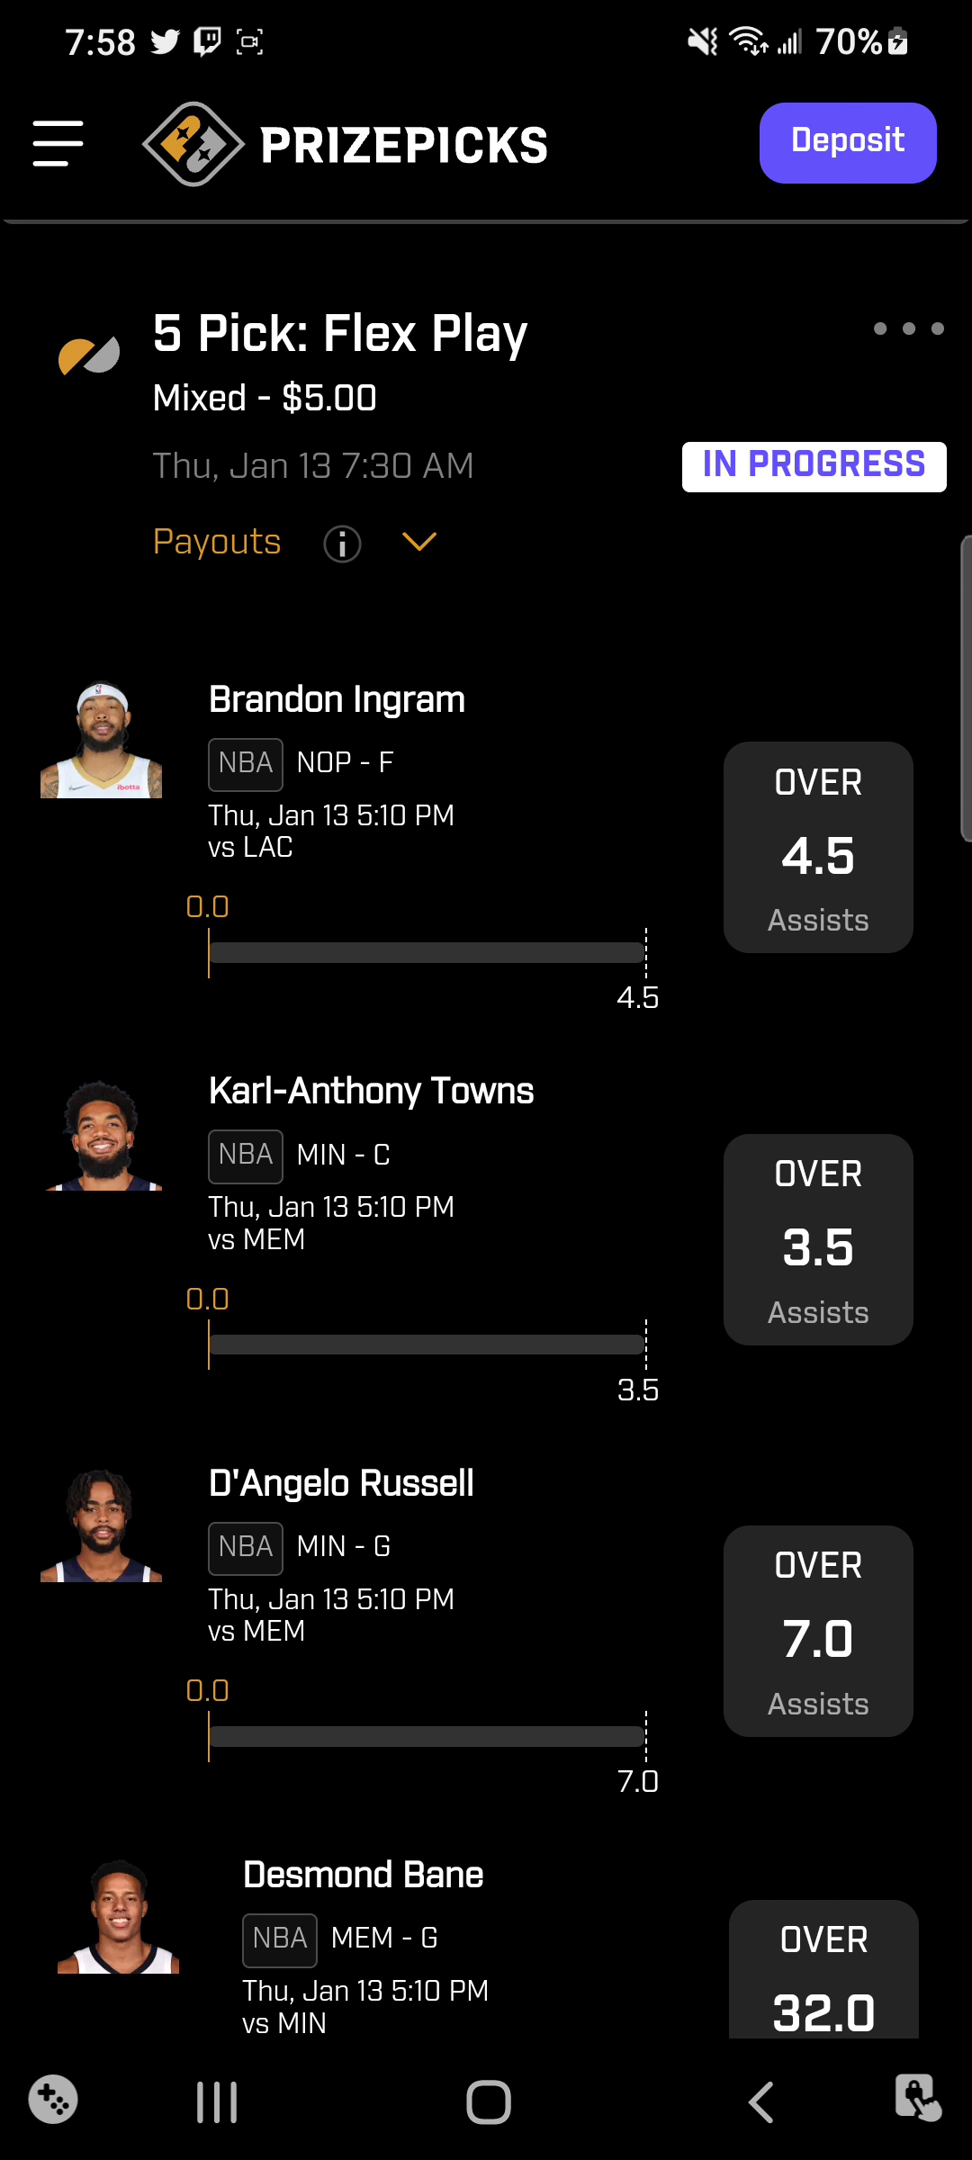 7:58 70%
PRIZEPICKS Deposit
5 Pick: Flex Play
Mixed - $5.00
Thu, Jan 13 7:30 AM IN PROGRESS
Payouts i
Brandon Ingram
NBA NOP - F
Thu, Jan 13 5:10 PM
vs LAC
OVER
4.5
Assists
0.0
4.5
Karl-Anthony Towns
NBA MIN - C
Thu, Jan 13 5:10 PM
vs MEM
OVER
3.5
Assists
0.0
3.5
D'Angelo Russell
NBA MIN - G
Thu, Jan 13 5:10 PM
vs MEM
OVER
7.0
Assists
0.0
7.0
Desmond Bane
NBA MEM - G
Thu, Jan 13 5:10 PM
vs MIN
OVER
32.0